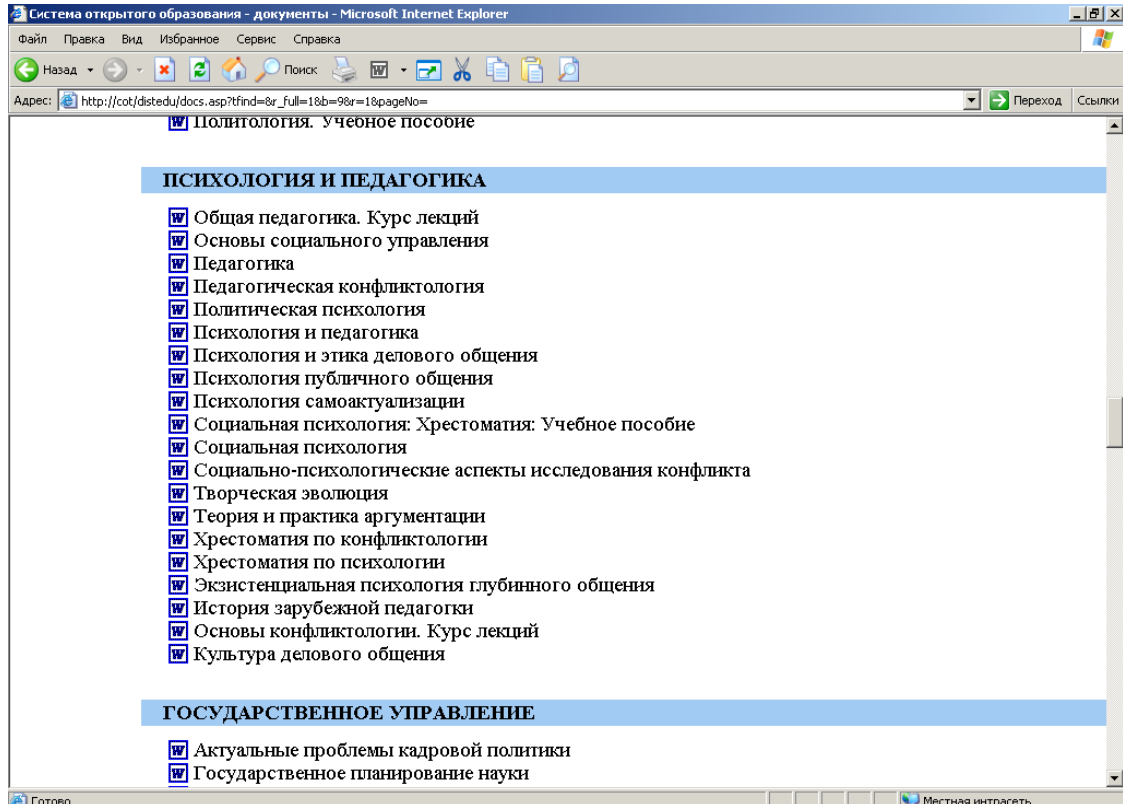 Система открытого образования - документы - Microsoft Internet Explorer
Файл Правка Вид Избранное Сервис Справка
Назад Поиск
Адрес: http://cot/distedu/docs.asp?tfind=&r_full=1&b=9&r=1&pageNo= Переход Ссылки
Политология. Учебное пособие
ПСИХОЛОГИЯ И ПЕДАГОГИКА
Общая педагогика. Курс лекций
Основы социального управления
Педагогика
Педагогическая конфликтология
Политическая психология
Психология и педагогика
Психология и этика делового общения
Психология публичного общения
Психология самоактуализации
Социальная психология: Хрестоматия: Учебное пособие
Социальная психология
Социально-психологические аспекты исследования конфликта
Творческая эволюция
Теория и практика аргументации
Хрестоматия по конфликтологии
Хрестоматия по психологии
Экзистенциальная психология глубинного общения
История зарубежной педагогки
Основы конфликтологии. Курс лекций
Культура делового общения
ГОСУДАРСТВЕННОЕ УПРАВЛЕНИЕ
Актуальные проблемы кадровой политики
Государственное планирование науки
Готово Местная интрасеть